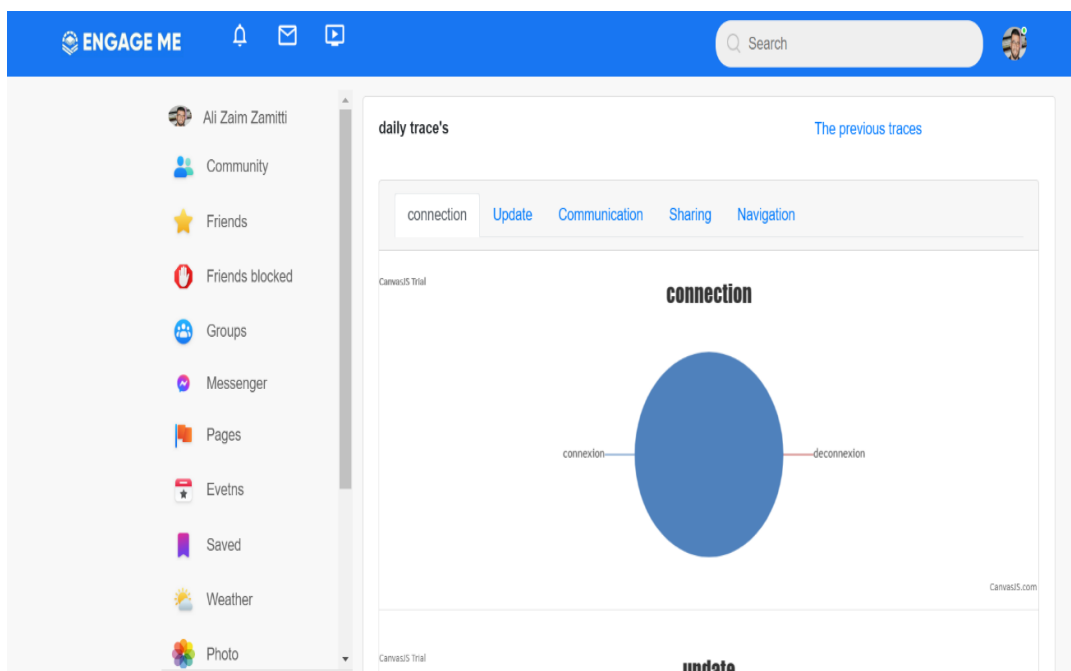 ENGAGE ME
Search
Ali Zaim Zamitti
Community
Friends
Friends blocked
Groups
Messenger
Pages
Evetns
Saved
Weather
Photo
daily trace's
The previous traces
connection Update Communication Sharing Navigation
CanvasJS Trial
connection
connexion
deconnexion
CanvasJS.com
CanvasJS Trial
update